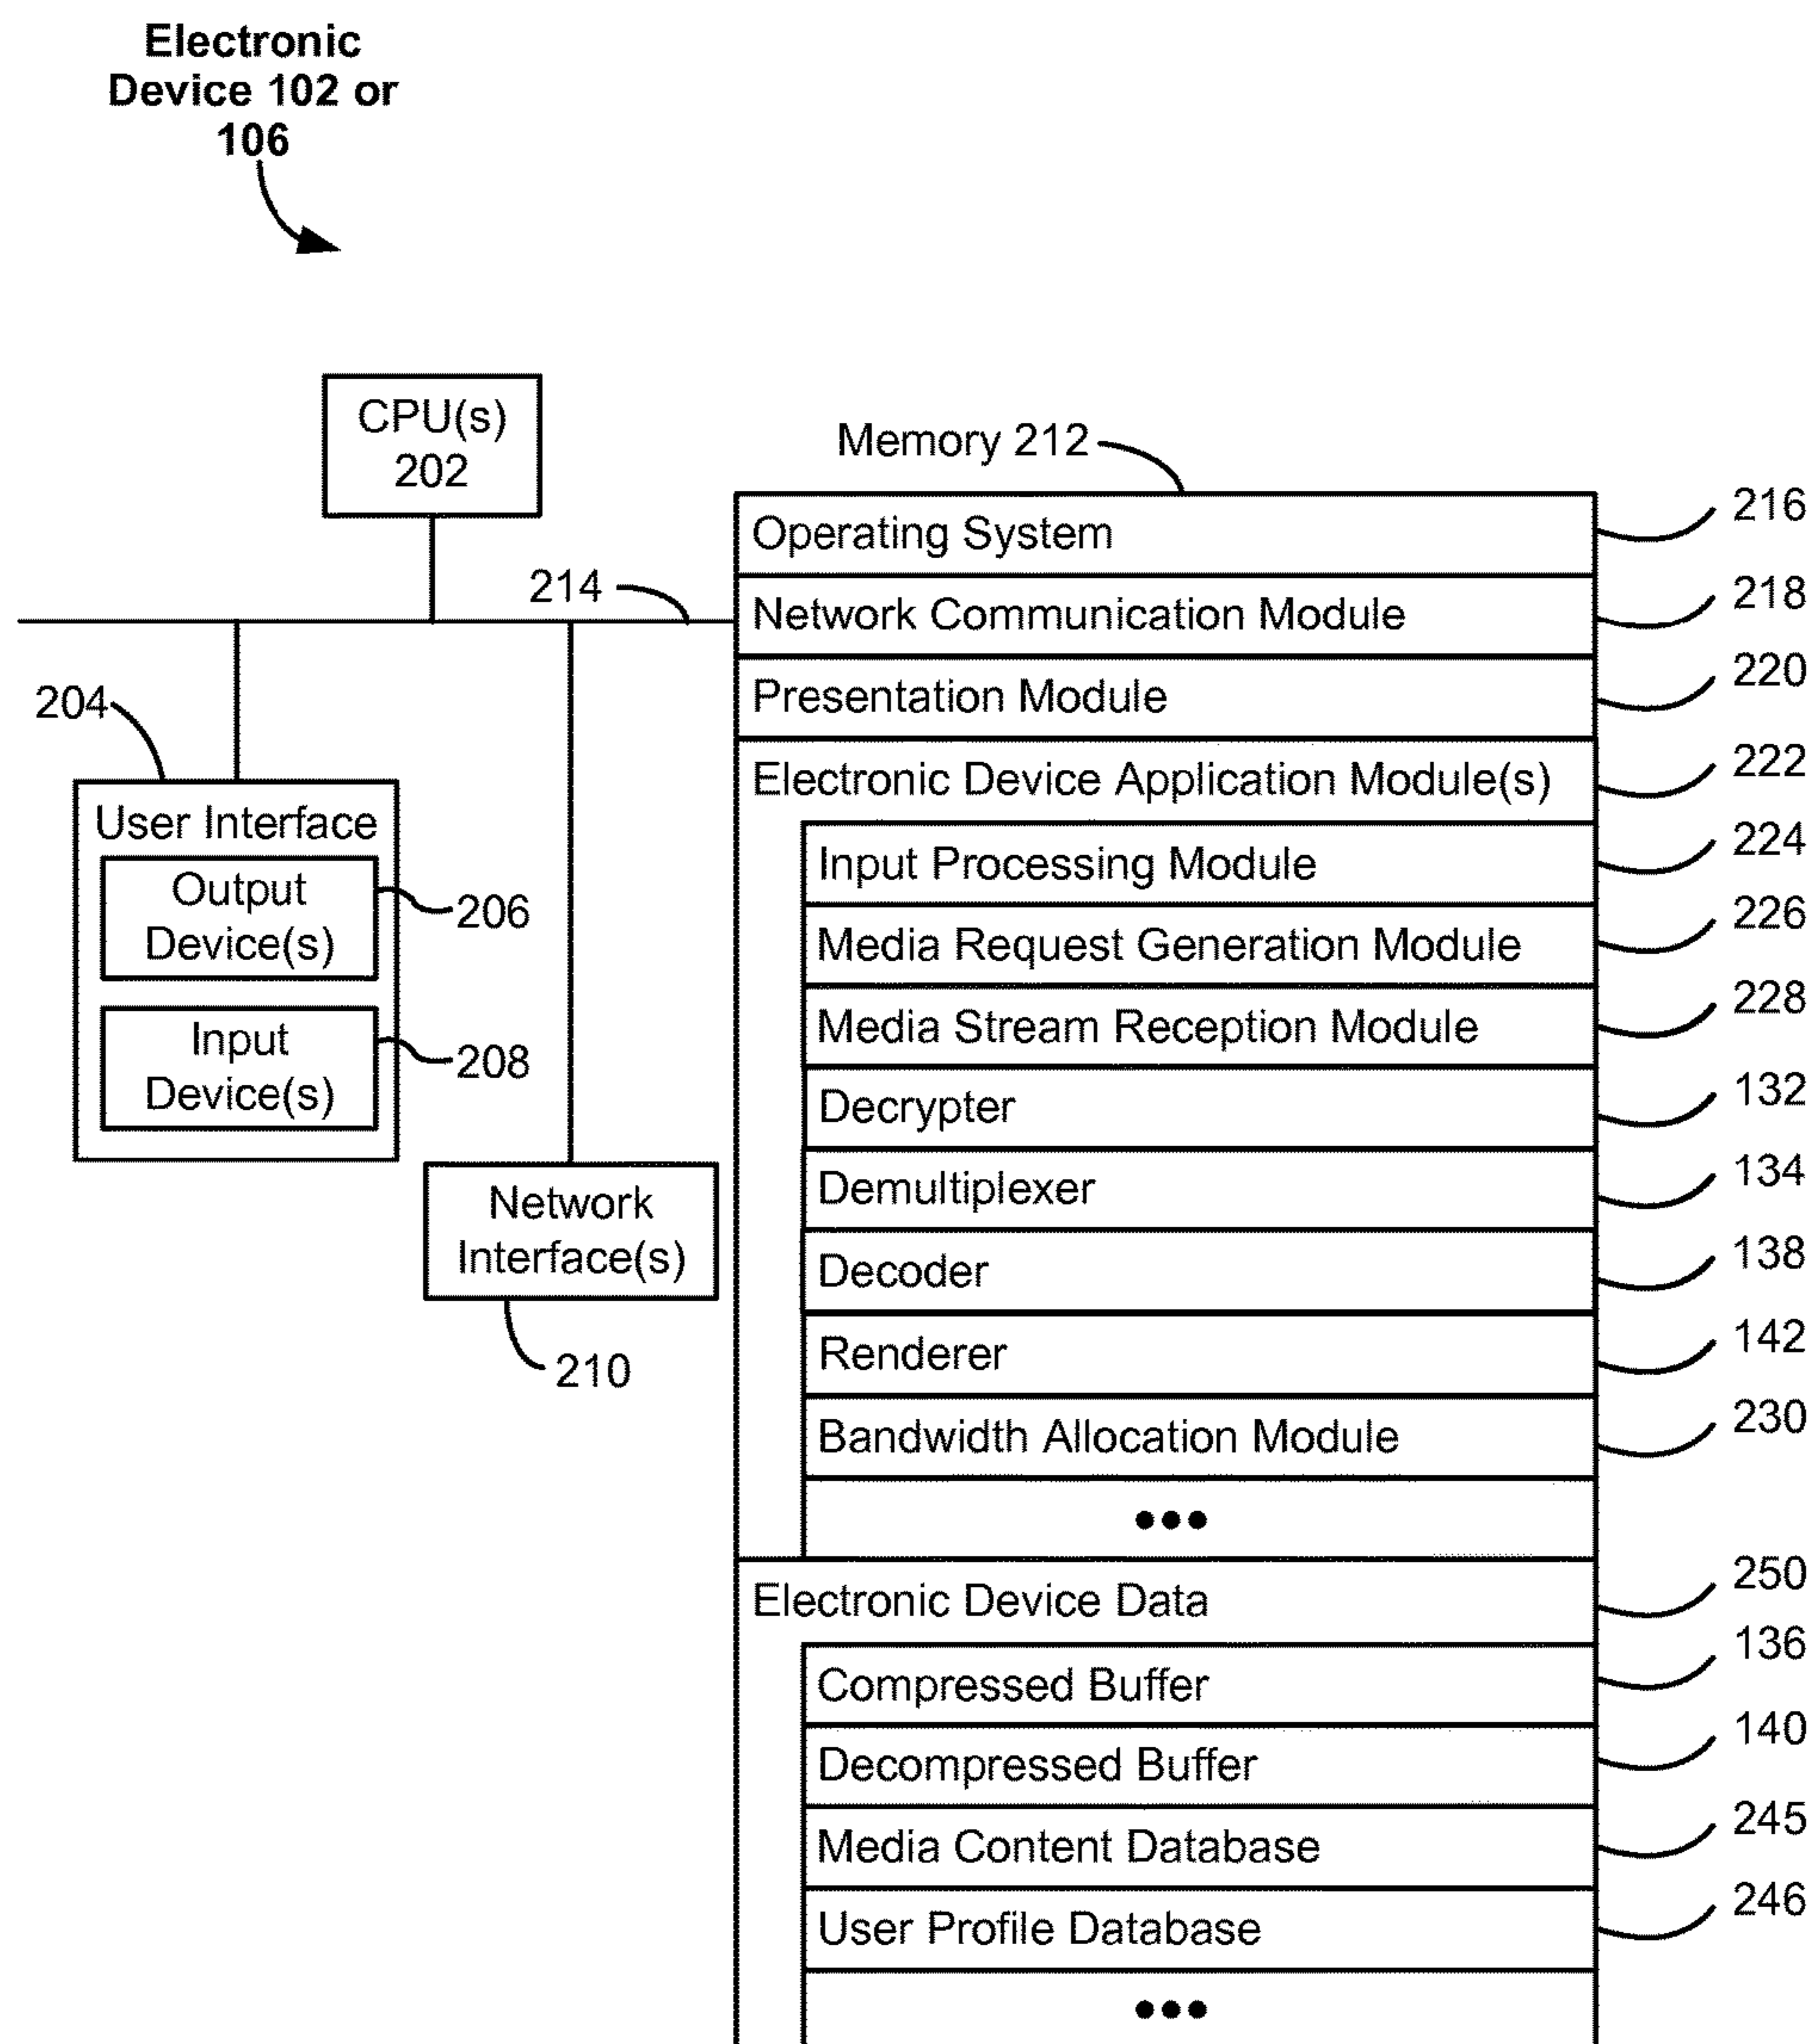 Electronic
Device 102 or
106
CPU(s)
202
Memory 212
214
204
User Interface
Output
Device(s)
206
Input
Device(s)
208
Network
Interface(s)
210
Operating System
216
Network Communication Module
218
Presentation Module
220
Electronic Device Application Module(s)
222
Input Processing Module
224
Media Request Generation Module
226
Media Stream Reception Module
228
Decrypter
132
Demultiplexer
134
Decoder
138
Renderer
142
Bandwidth Allocation Module
230
•••
Electronic Device Data
250
Compressed Buffer
136
Decompressed Buffer
140
Media Content Database
245
User Profile Database
246
•••